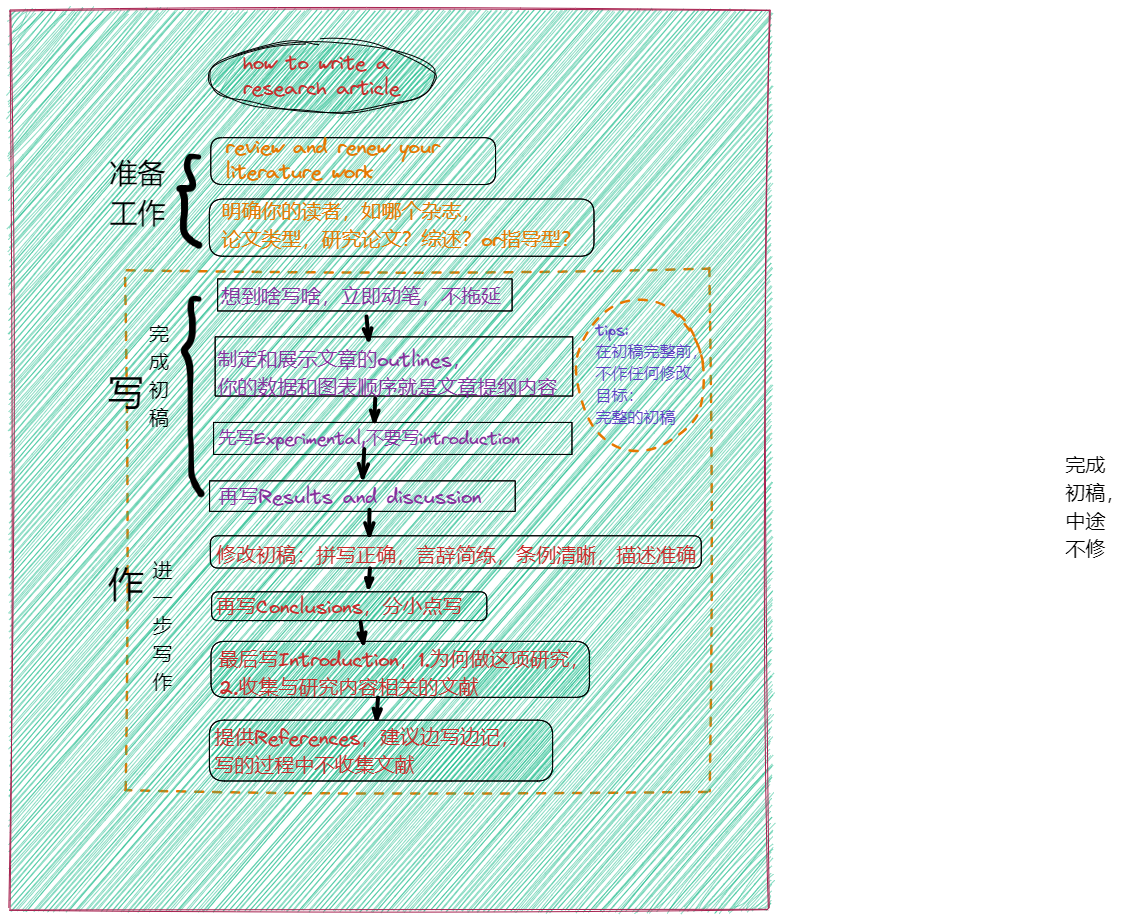 how to write a
research article
准备
工作
review and renew your
literature work
明确你的读者，如哪个杂志，
论文类型，研究论文？综述？or指导型？
写
完
成
初
稿
想到啥写啥，立即动笔，不拖延
制定和展示文章的outlines，
你的数据和图表顺序就是文章提纲内容
先写Experimental,不要写introduction
再写Results and discussion
tips:
在初稿完整前，
不作任何修改
目标：
完整的初稿
作
进
一
步
写
作
修改初稿：拼写正确，言辞简练，条例清晰，描述准确
再写Conclusions，分小点写
最后写Introduction，1.为何做这项研究，
2.收集与研究内容相关的文献
提供References，建议边写边记，
写的过程中不收集文献
完成
初稿，
中途
不修